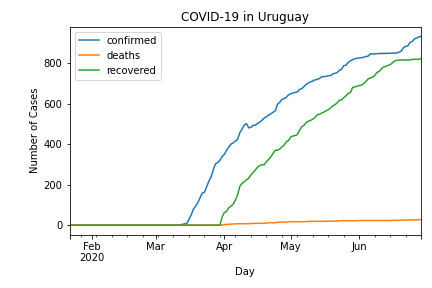 COVID-19 in Uruguay
confirmed
deaths
recovered
Number of Cases
800
600
400
200
0
Feb
2020
Mar
Apr
May
Jun
Day